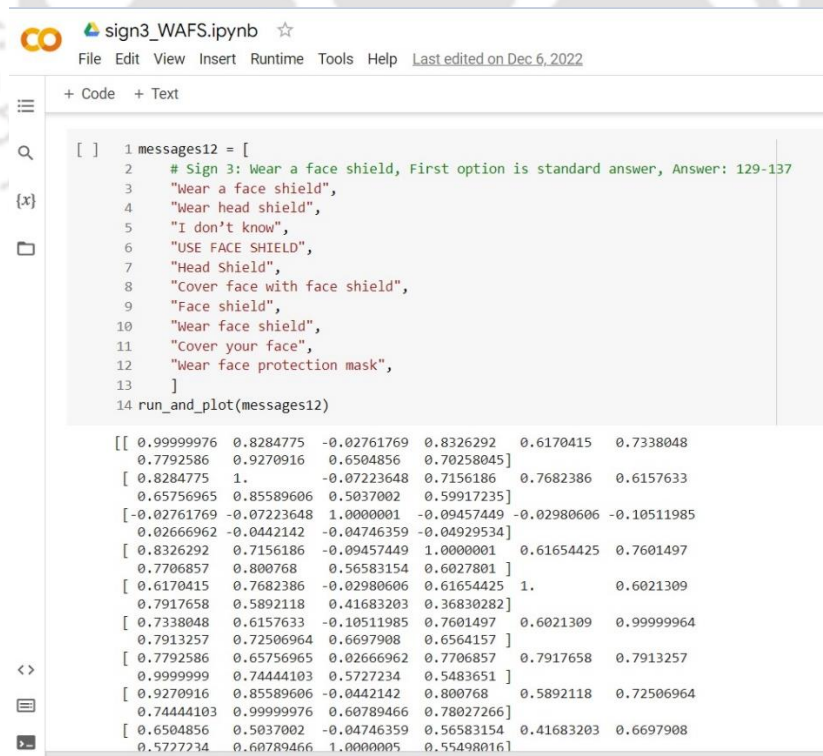 sign3_WAFS.ipynb
File Edit View Insert Runtime Tools Help Last edited on Dec 6, 2022
+ Code + Text
[ ] 1 messages12 = [
2 # Sign 3: Wear a face shield, First option is standard answer, Answer: 129-137
3 "Wear a face shield",
4 "Wear head shield",
5 "I don’t know",
6 "USE FACE SHIELD",
7 "Head Shield",
8 "Cover face with face shield",
9 "Face shield",
10 "Wear face shield",
11 "Cover your face",
12 "Wear face protection mask",
13 ]
14 run_and_plot(messages12)
[[ 0.99999976 0.8284775 -0.02761769 0.8326292 0.6170415 0.7338048
0.7792586 0.9270916 0.6504856 0.70258045]
[ 0.8284775 1. -0.07223648 0.7156186 0.7682386 0.6157633
0.65756965 0.85589606 0.5037002 0.59917235]
[-0.02761769 -0.07223648 1.0000001 -0.09457449 -0.02980606 -0.10511985
0.02666962 -0.0442142 -0.04746359 -0.04929534]
[ 0.8326292 0.7156186 -0.09457449 1.0000001 0.61654425 0.7601497
0.7706857 0.800768 0.56583154 0.6027801 ]
[ 0.6170415 0.7682386 -0.02980606 0.61654425 1. 0.6021309
0.7917658 0.5892118 0.41683203 0.36830282]
[ 0.7338048 0.6157633 -0.10511985 0.7601497 0.6021309 0.99999964
0.7913257 0.72506964 0.6697908 0.6564157 ]
[ 0.7792586 0.65756965 0.02666962 0.7706857 0.7917658 0.7913257
0.9999999 0.74444103 0.5727234 0.5483651 ]
[ 0.9270916 0.85589606 -0.0442142 0.800768 0.5892118 0.72506964
0.74444103 0.99999976 0.60789466 0.78027266]
[ 0.6504856 0.5037002 -0.04746359 0.56583154 0.41683203 0.6697908
0.5727234 0.60789466 1.0000005 0.55498016]